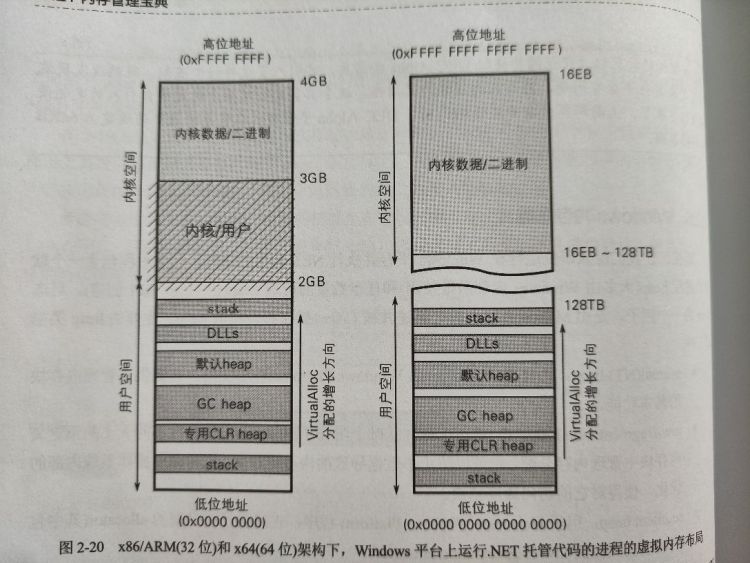 内存管理宝典
高位地址
(0xFFFF FFFF)
4GB
内核数据/二进制
3GB
内核/用户
2GB
内核空间
用户空间
stack
DLLs
默认heap
GC heap
专用CLR heap
stack
VirtualAlloc
分配的增长方向
低位地址
(0x0000 0000)
高位地址
(0xFFFF FFFF FFFF FFFF)
16EB
内核数据/二进制
16EB ~ 128TB
128TB
内核空间
用户空间
stack
DLLs
默认heap
GC heap
专用CLR heap
stack
VirtualAlloc
分配的增长方向
低位地址
(0x0000 0000 0000 0000)
图 2-20 x86/ARM(32 位)和 x64(64 位)架构下，Windows 平台上运行.NET 托管代码的进程的虚拟内存布局